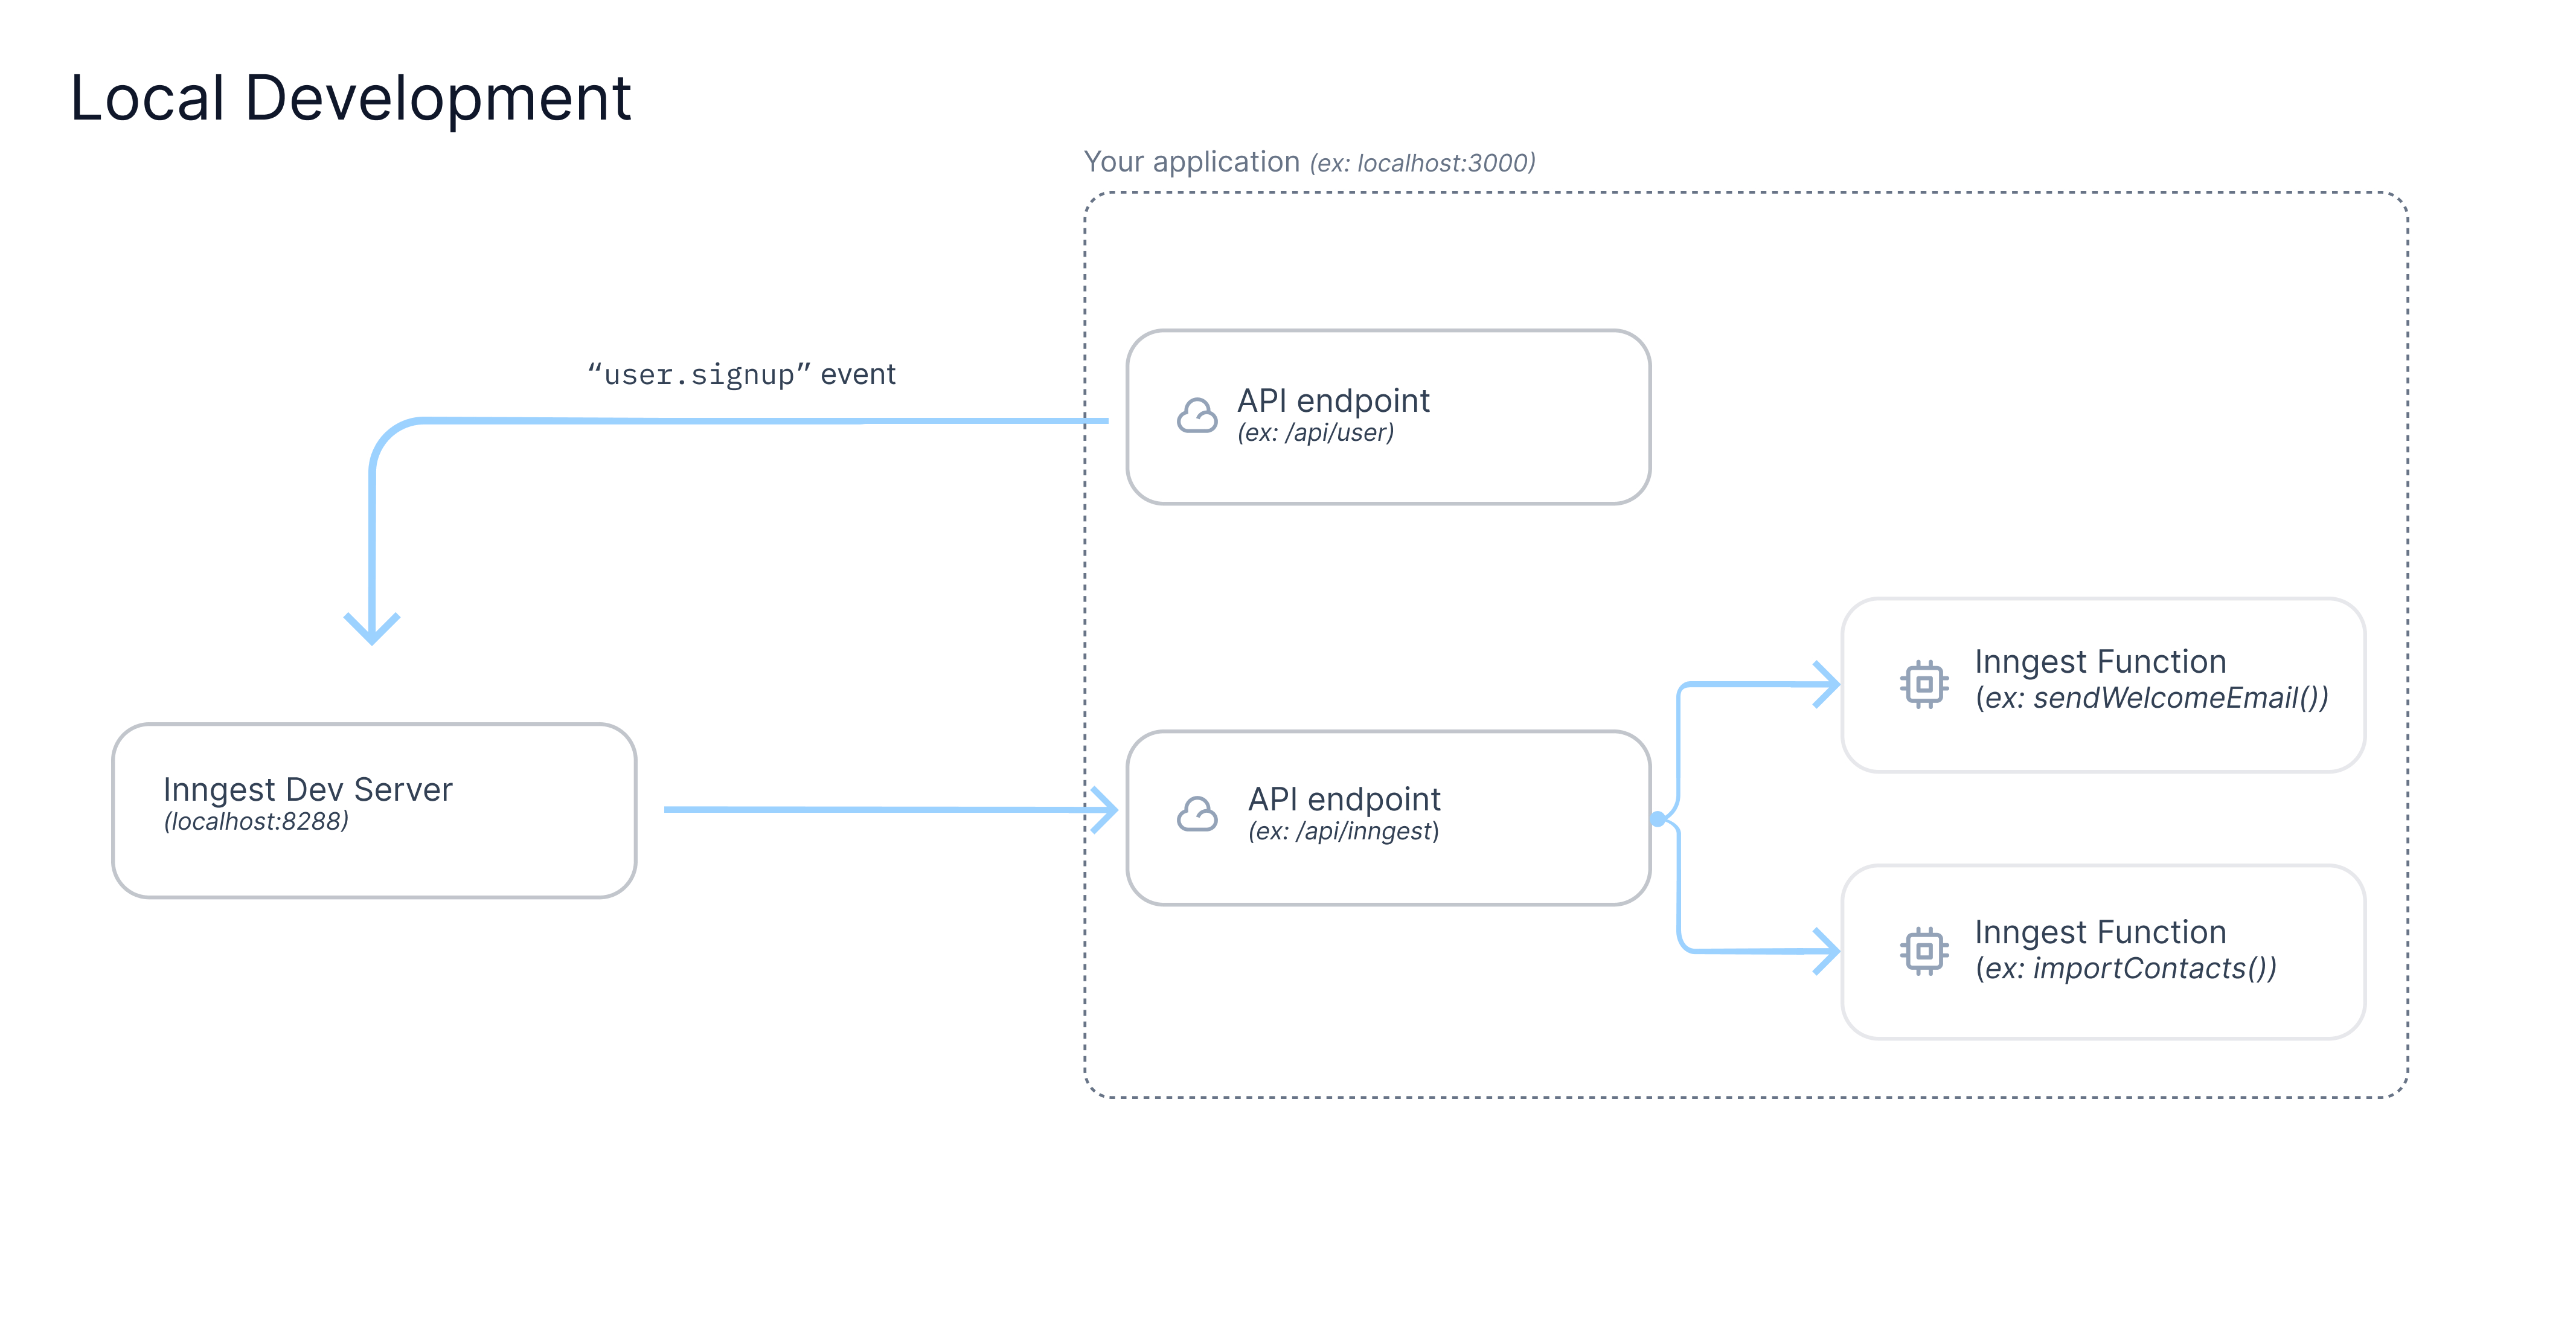 Local Development
Your application (ex: localhost:3000)
“user.signup” event
API endpoint
(ex: /api/user)
Inngest Dev Server
(localhost:8288)
API endpoint
(ex: /api/inngest)
Inngest Function
(ex: sendWelcomeEmail())
Inngest Function
(ex: importContacts())